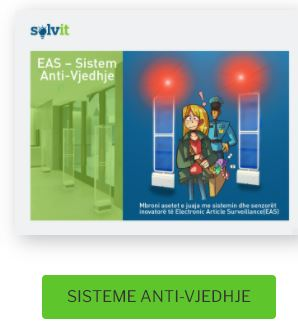 solvit
EAS – Sistem
Anti-Vjedhje
Mbroni asetet e juaja me sistemin dhe senzorët
inovatorë të Electronic Article Surveillance(EAS)
SISTEME ANTI-VJEDHJE